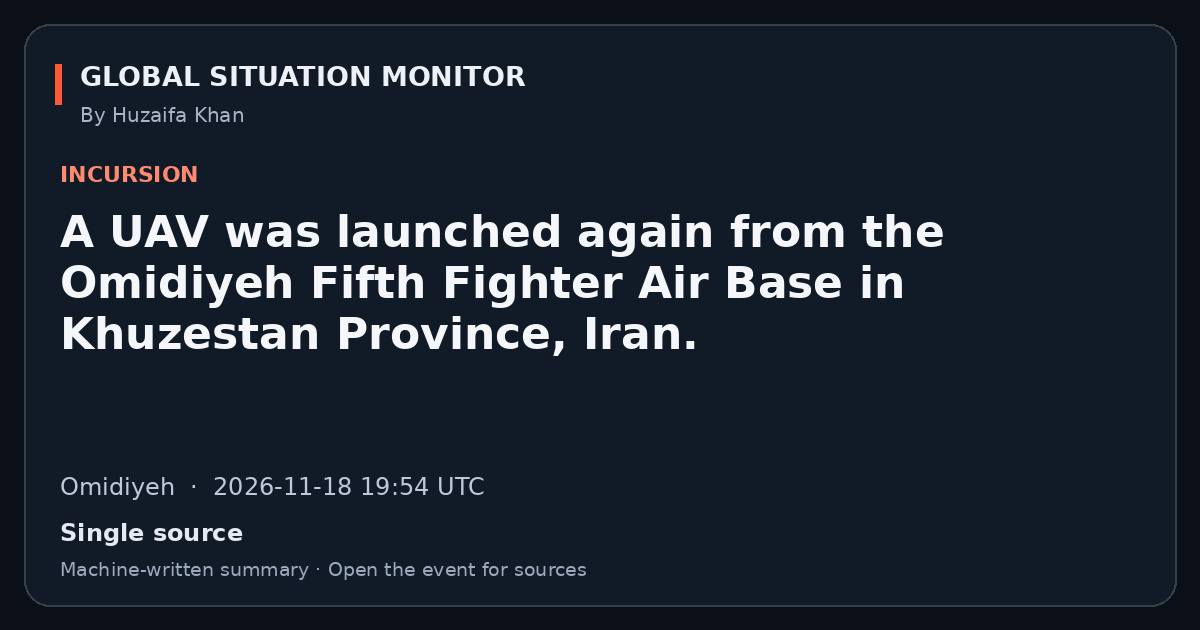 GLOBAL SITUATION MONITOR
By Huzaifa Khan
INCURSION
A UAV was launched again from the
Omidiyeh Fifth Fighter Air Base in
Khuzestan Province, Iran.
Omidiyeh · 2026-11-18 19:54 UTC
Single source
Machine-written summary · Open the event for sources